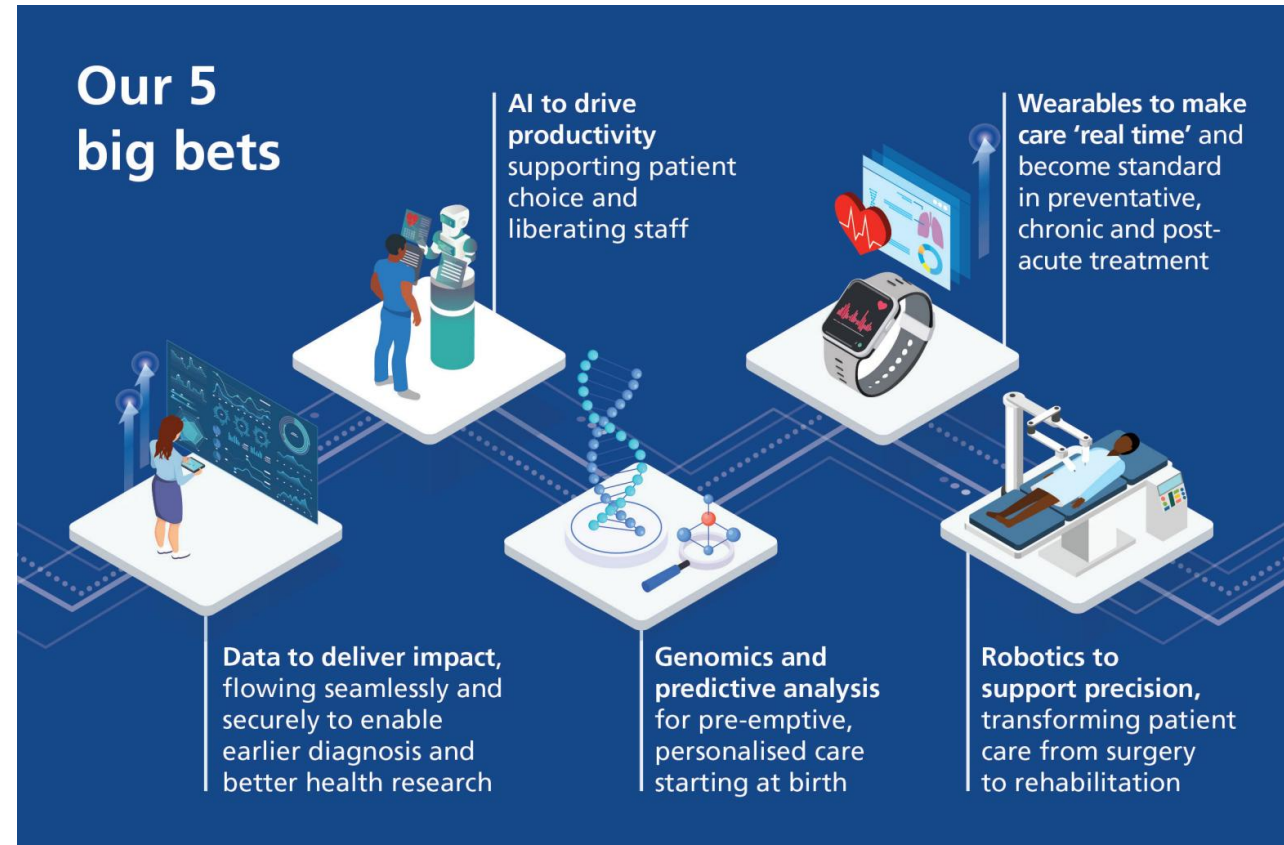 Our 5
big bets
AI to drive
productivity
supporting patient
choice and
liberating staff
Wearables to make
care ‘real time’ and
become standard
in preventative,
chronic and post-
acute treatment
Data to deliver impact,
flowing seamlessly and
securely to enable
earlier diagnosis and
better health research
Genomics and
predictive analysis
for pre-emptive,
personalised care
starting at birth
Robotics to
support precision,
transforming patient
care from surgery
to rehabilitation